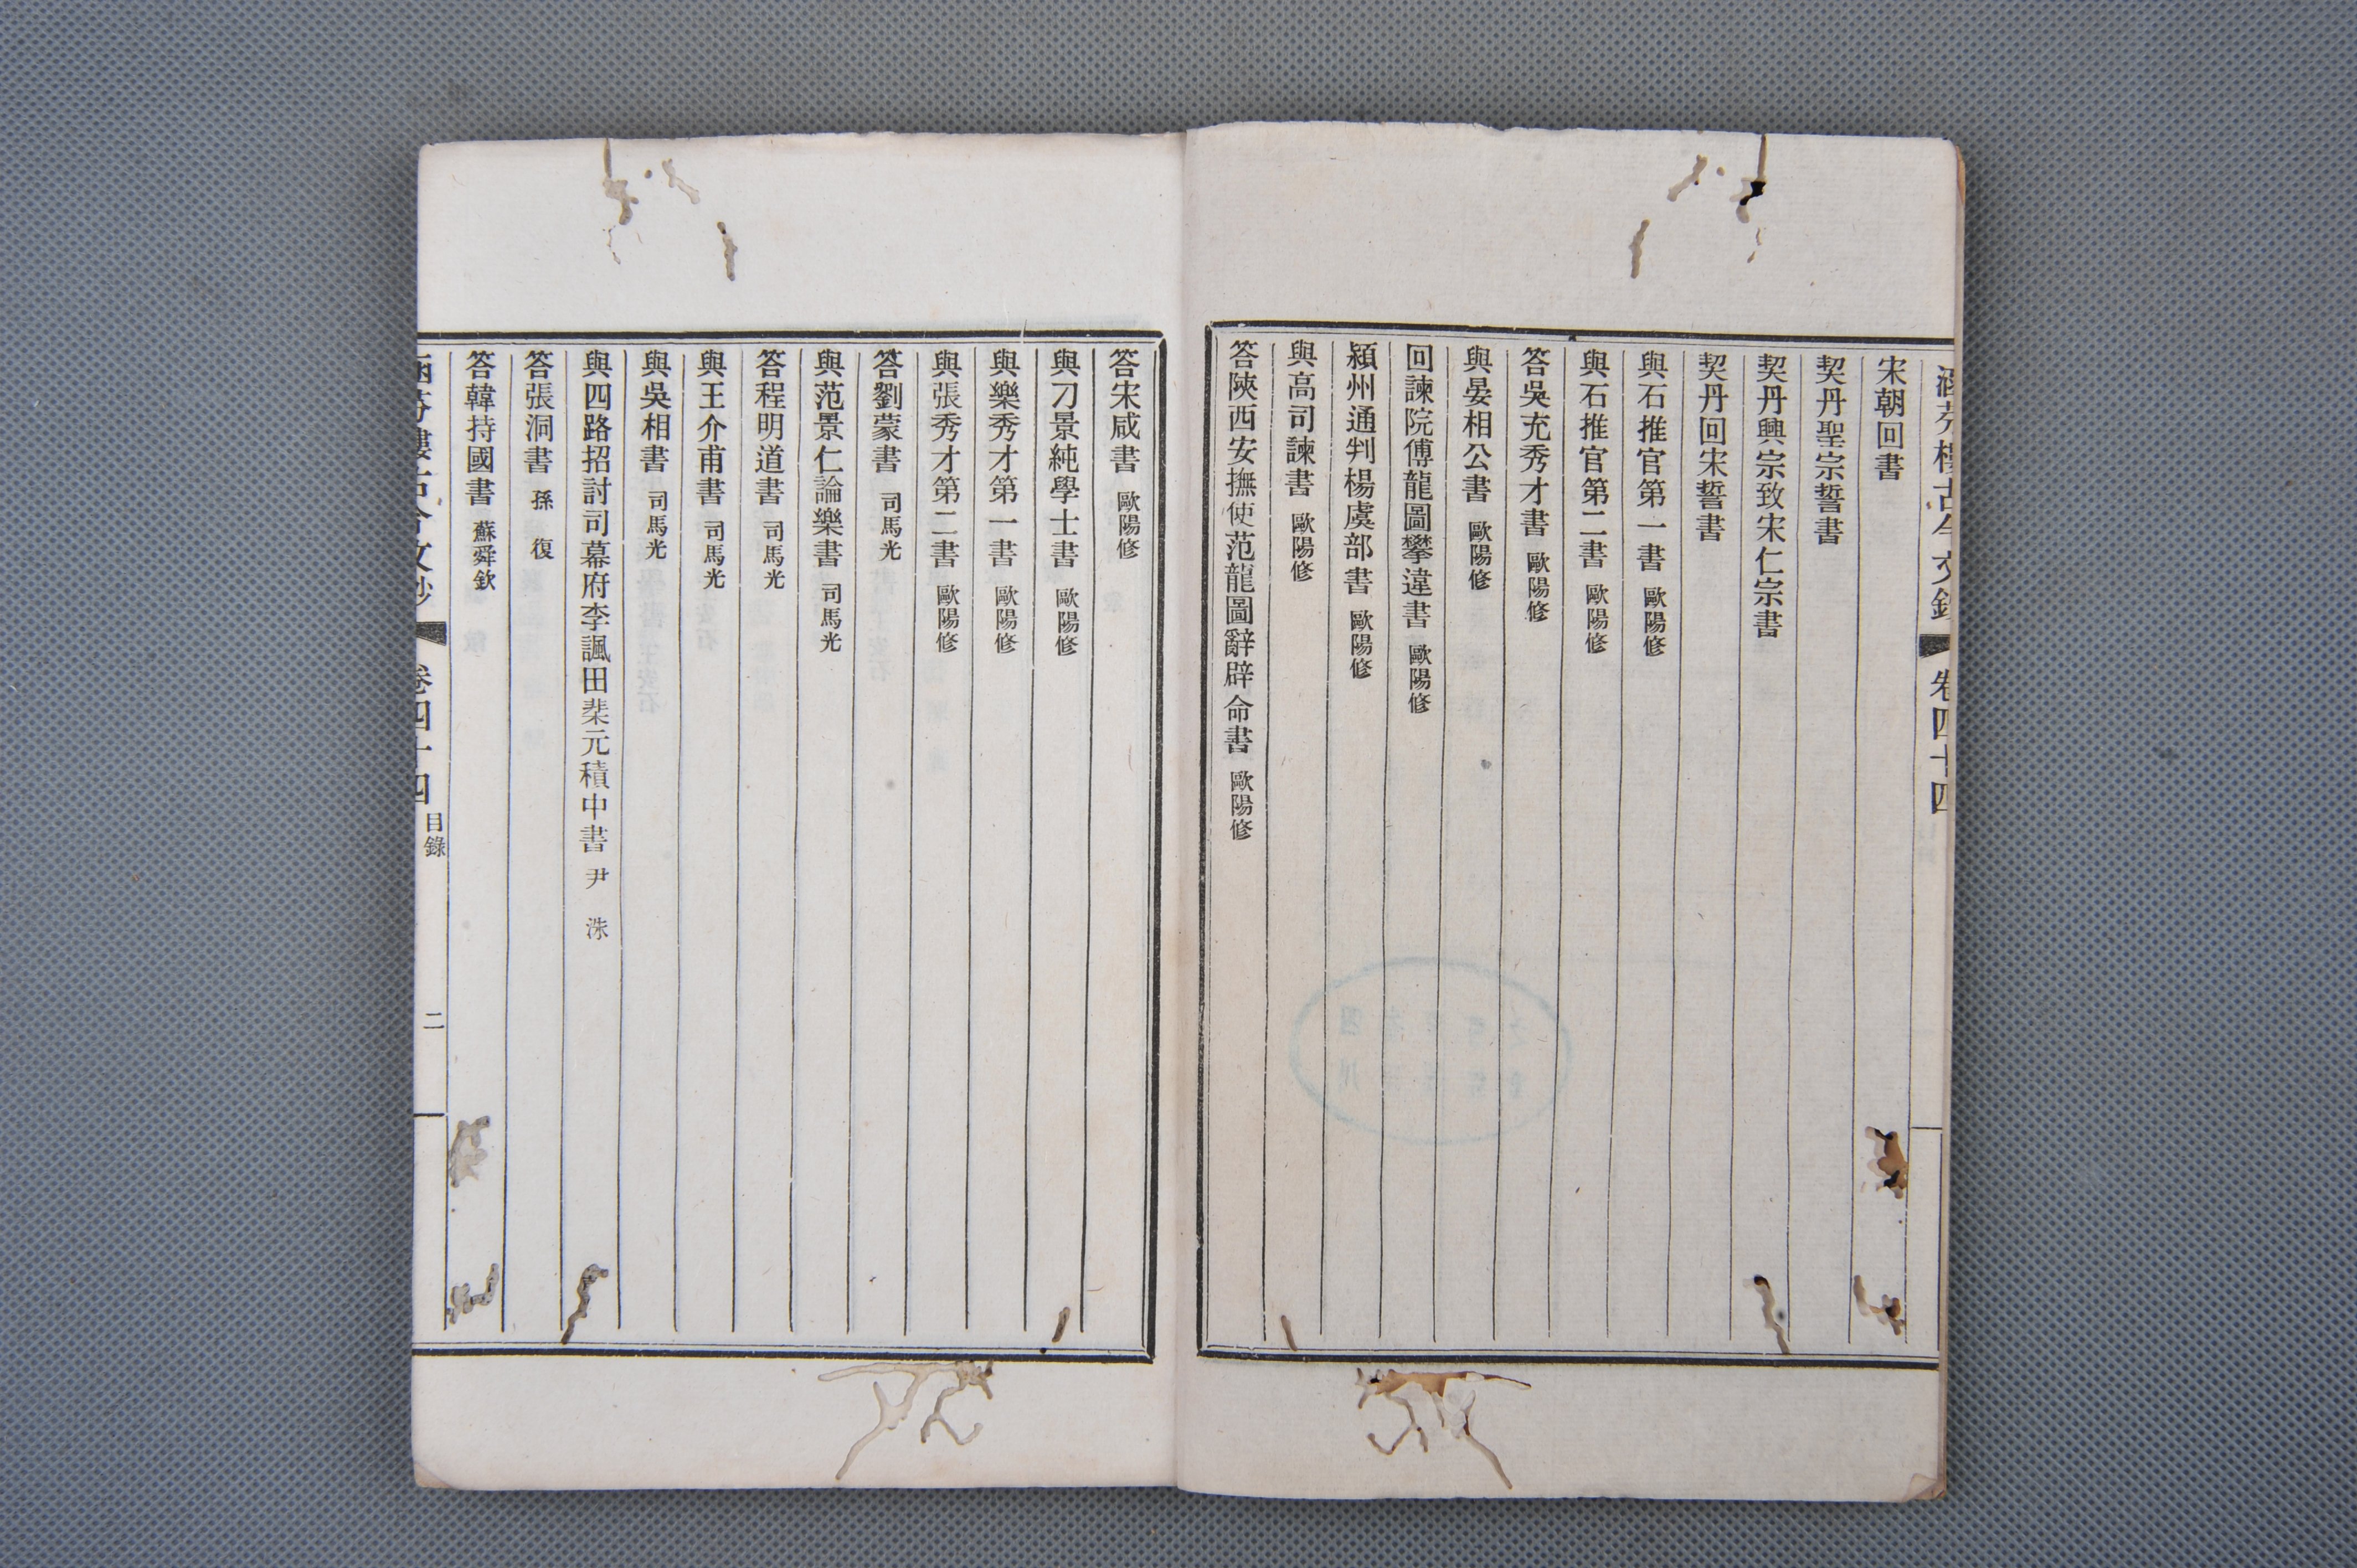 涵芬樓古今文鈔 卷四十四
宋朝回書
契丹聖宗誓書
契丹興宗致宋仁宗書
契丹回宋誓書
與石推官第一書 歐陽修
與石推官第二書 歐陽修
答吳充秀才書 歐陽修
與晏相公書 歐陽修
回諫院傅龍圖攀違書 歐陽修
潁州通判楊虞部書 歐陽修
與高司諫書 歐陽修
答陝西安撫使范龍圖辭辟命書 歐陽修
答宋咸書 歐陽修
與刁景純學士書 歐陽修
與樂秀才第一書 歐陽修
與張秀才第二書 歐陽修
答劉蒙書 司馬光
與范景仁論樂書 司馬光
答程明道書 司馬光
與王介甫書 司馬光
與吳相書 司馬光
與四路招討司幕府李諷田棐元積中書 尹洙
答張洞書 孫復
答韓持國書 蘇舜欽
涵芬樓古今文鈔 卷四十四 目錄 二